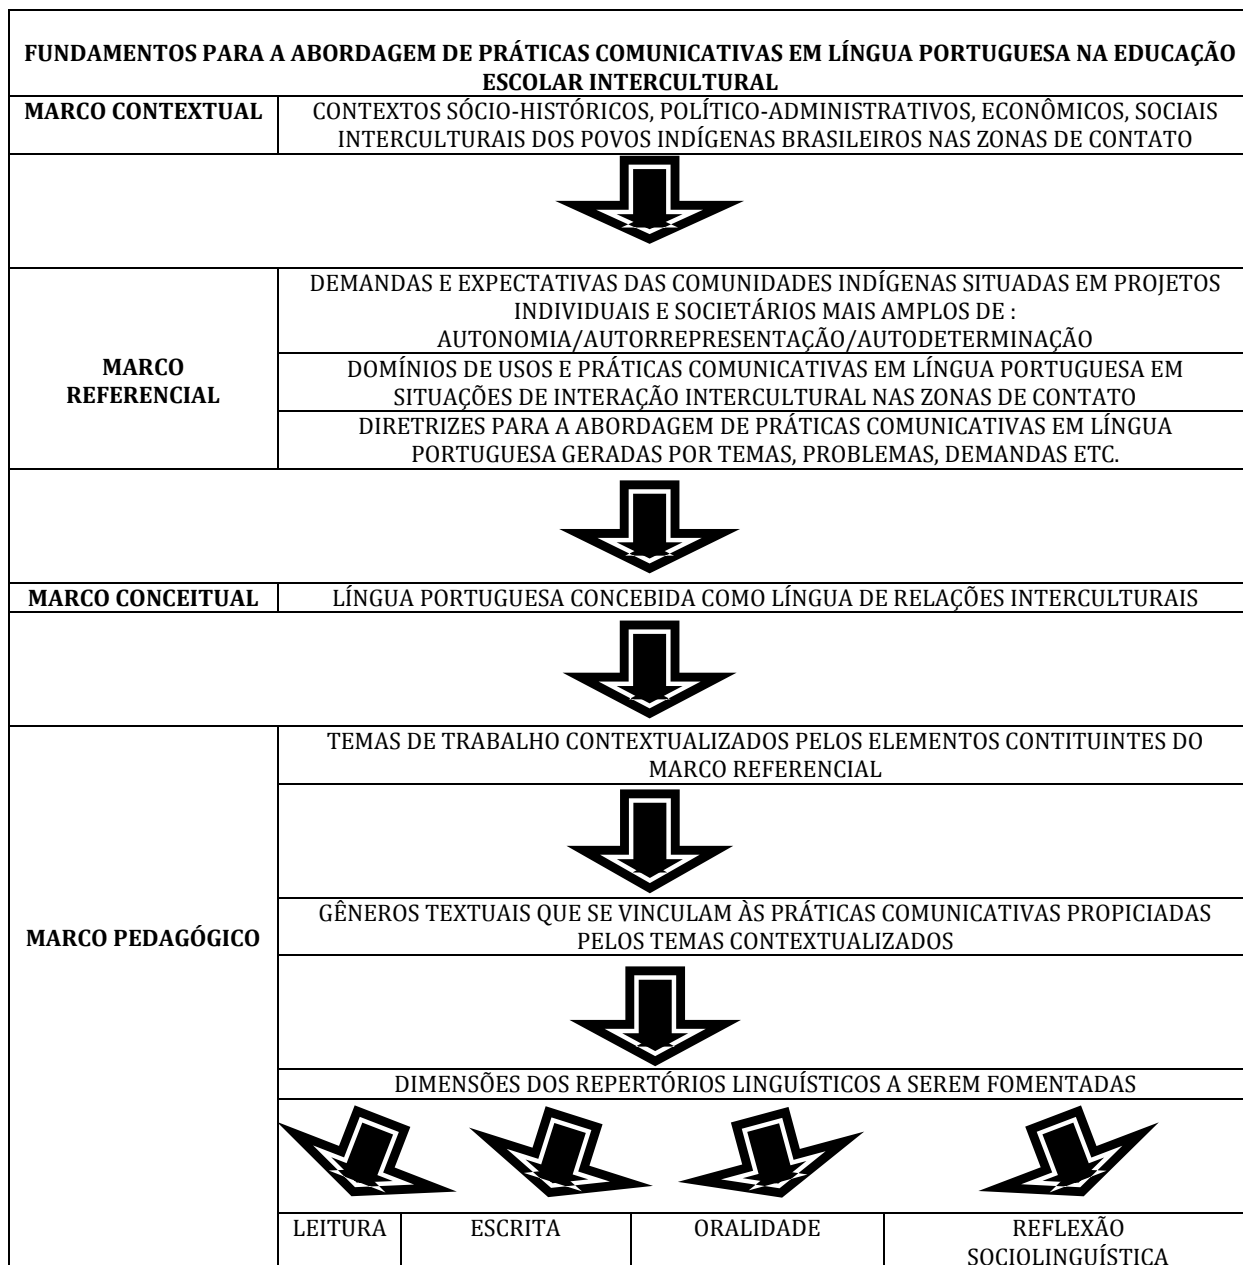 FUNDAMENTOS PARA A ABORDAGEM DE PRÁTICAS COMUNICATIVAS EM LÍNGUA PORTUGUESA NA EDUCAÇÃO
ESCOLAR INTERCULTURAL
MARCO CONTEXTUAL
CONTEXTOS SÓCIO-HISTÓRICOS, POLÍTICO-ADMINISTRATIVOS, ECONÔMICOS, SOCIAIS
INTERCULTURAIS DOS POVOS INDÍGENAS BRASILEIROS NAS ZONAS DE CONTATO
MARCO
REFERENCIAL
DEMANDAS E EXPECTATIVAS DAS COMUNIDADES INDÍGENAS SITUADAS EM PROJETOS
INDIVIDUAIS E SOCIETÁRIOS MAIS AMPLOS DE :
AUTONOMIA/AUTORREPRESENTAÇÃO/AUTODETERMINAÇÃO
DOMÍNIOS DE USOS E PRÁTICAS COMUNICATIVAS EM LÍNGUA PORTUGUESA EM
SITUAÇÕES DE INTERAÇÃO INTERCULTURAL NAS ZONAS DE CONTATO
DIRETRIZES PARA A ABORDAGEM DE PRÁTICAS COMUNICATIVAS EM LÍNGUA
PORTUGUESA GERADAS POR TEMAS, PROBLEMAS, DEMANDAS ETC.
MARCO CONCEITUAL
LÍNGUA PORTUGUESA CONCEBIDA COMO LÍNGUA DE RELAÇÕES INTERCULTURAIS
MARCO PEDAGÓGICO
TEMAS DE TRABALHO CONTEXTUALIZADOS PELOS ELEMENTOS CONTITUINTES DO
MARCO REFERENCIAL
GÊNEROS TEXTUAIS QUE SE VINCULAM ÀS PRÁTICAS COMUNICATIVAS PROPICIADAS
PELOS TEMAS CONTEXTUALIZADOS
DIMENSÕES DOS REPERTÓRIOS LINGUÍSTICOS A SEREM FOMENTADAS
LEITURA
ESCRITA
ORALIDADE
REFLEXÃO
SOCIOLINGUÍSTICA